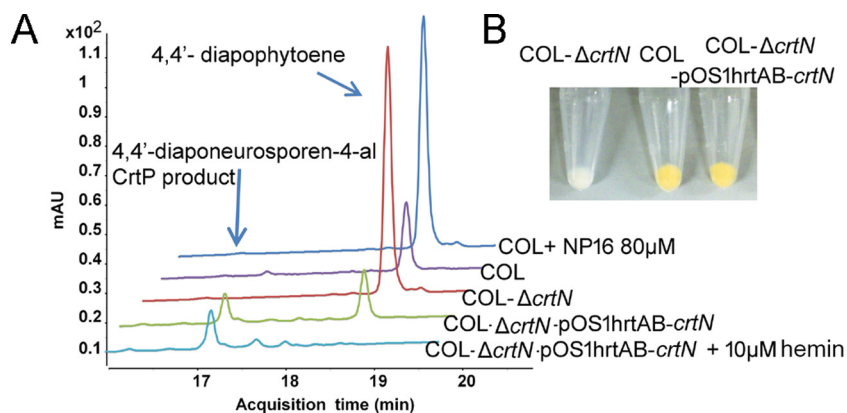 A
x10²
1.1
1
0.9
0.8
0.7
0.6
0.5
0.4
0.3
0.2
0.1
mAU
4,4'- diapophytoene
4,4'-diaponeurosporen-4-al
CrtP product
COL+ NP16 80µM
COL
COL-ΔcrtN
COL-ΔcrtN-pOS1hrtAB-crtN
COL-ΔcrtN-pOS1hrtAB-crtN + 10µM hemin
17 18 19 20
Acquisition time (min)
B
COL-ΔcrtN COL COL-ΔcrtN
-pOS1hrtAB-crtN